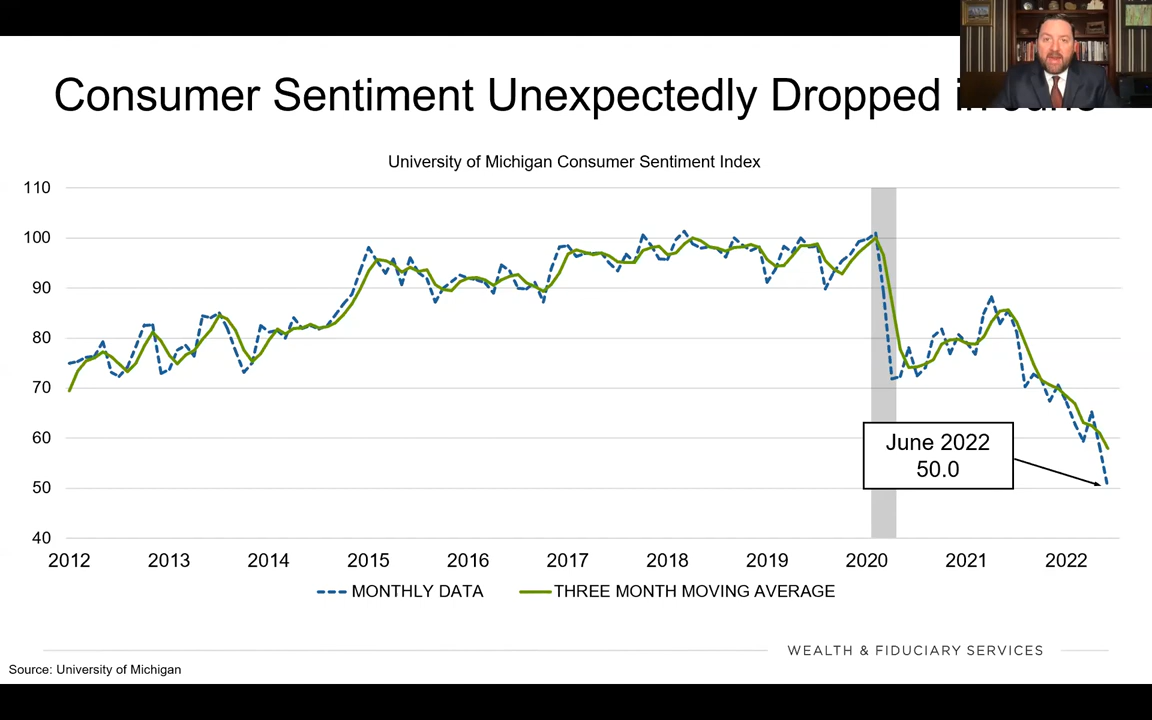 Consumer Sentiment Unexpectedly Dropped
University of Michigan Consumer Sentiment Index
110
100
90
80
70
60
50
40
June 2022
50.0
2012 2013 2014 2015 2016 2017 2018 2019 2020 2021 2022
MONTHLY DATA THREE MONTH MOVING AVERAGE
WEALTH & FIDUCIARY SERVICES
Source: University of Michigan